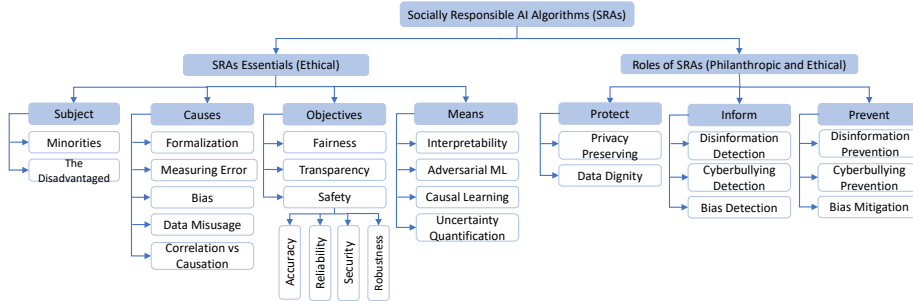 Socially Responsible AI Algorithms (SRAs)
SRAs Essentials (Ethical)
Roles of SRAs (Philanthropic and Ethical)
Subject
Minorities
The
Disadvantaged
Causes
Formalization
Measuring Error
Bias
Data Misusage
Correlation vs
Causation
Objectives
Fairness
Transparency
Safety
Accuracy
Reliability
Security
Robustness
Means
Interpretability
Adversarial ML
Causal Learning
Uncertainty
Quantification
Protect
Privacy
Preserving
Data Dignity
Inform
Disinformation
Detection
Cyberbullying
Detection
Bias Detection
Prevent
Disinformation
Prevention
Cyberbullying
Prevention
Bias Mitigation